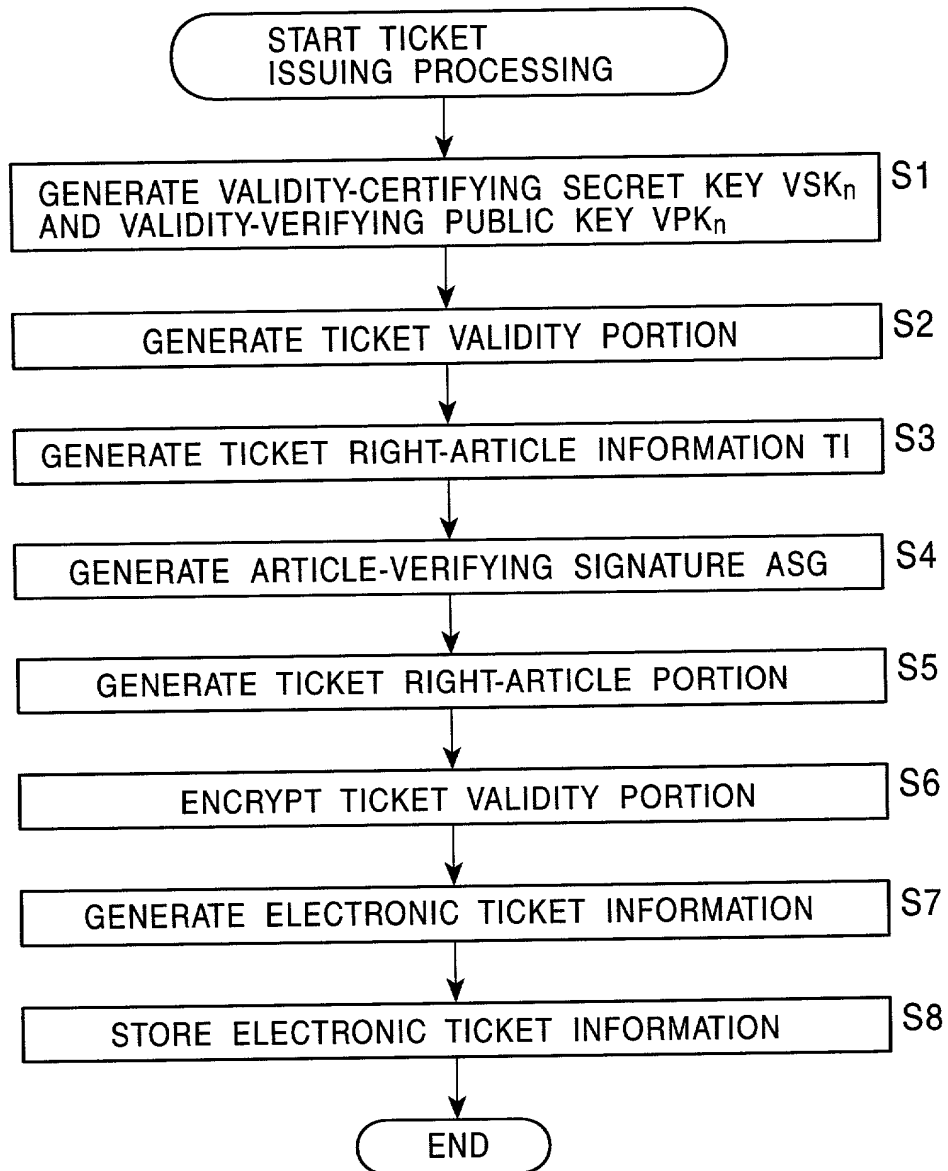 START TICKET
ISSUING PROCESSING
GENERATE VALIDITY-CERTIFYING SECRET KEY VSKn
AND VALIDITY-VERIFYING PUBLIC KEY VPKn
S1
GENERATE TICKET VALIDITY PORTION
S2
GENERATE TICKET RIGHT-ARTICLE INFORMATION TI
S3
GENERATE ARTICLE-VERIFYING SIGNATURE ASG
S4
GENERATE TICKET RIGHT-ARTICLE PORTION
S5
ENCRYPT TICKET VALIDITY PORTION
S6
GENERATE ELECTRONIC TICKET INFORMATION
S7
STORE ELECTRONIC TICKET INFORMATION
S8
END